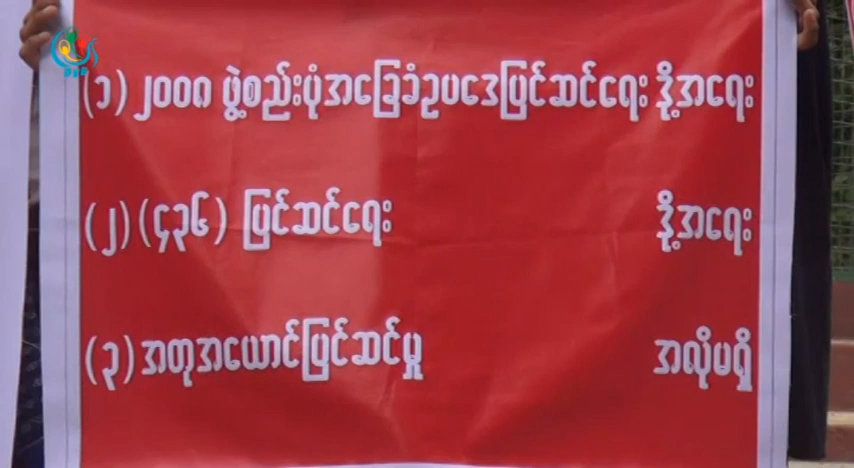 (၁) ၂၀၀၈ ဖွဲ့စည်းပုံအခြေခံဥပဒေပြင်ဆင်ရေး ဒို့အရေး
(၂) (၄၃၆) ပြင်ဆင်ရေး ဒို့အရေး
(၃) အတုအယောင်ပြင်ဆင်မှု အလိုမရှိ